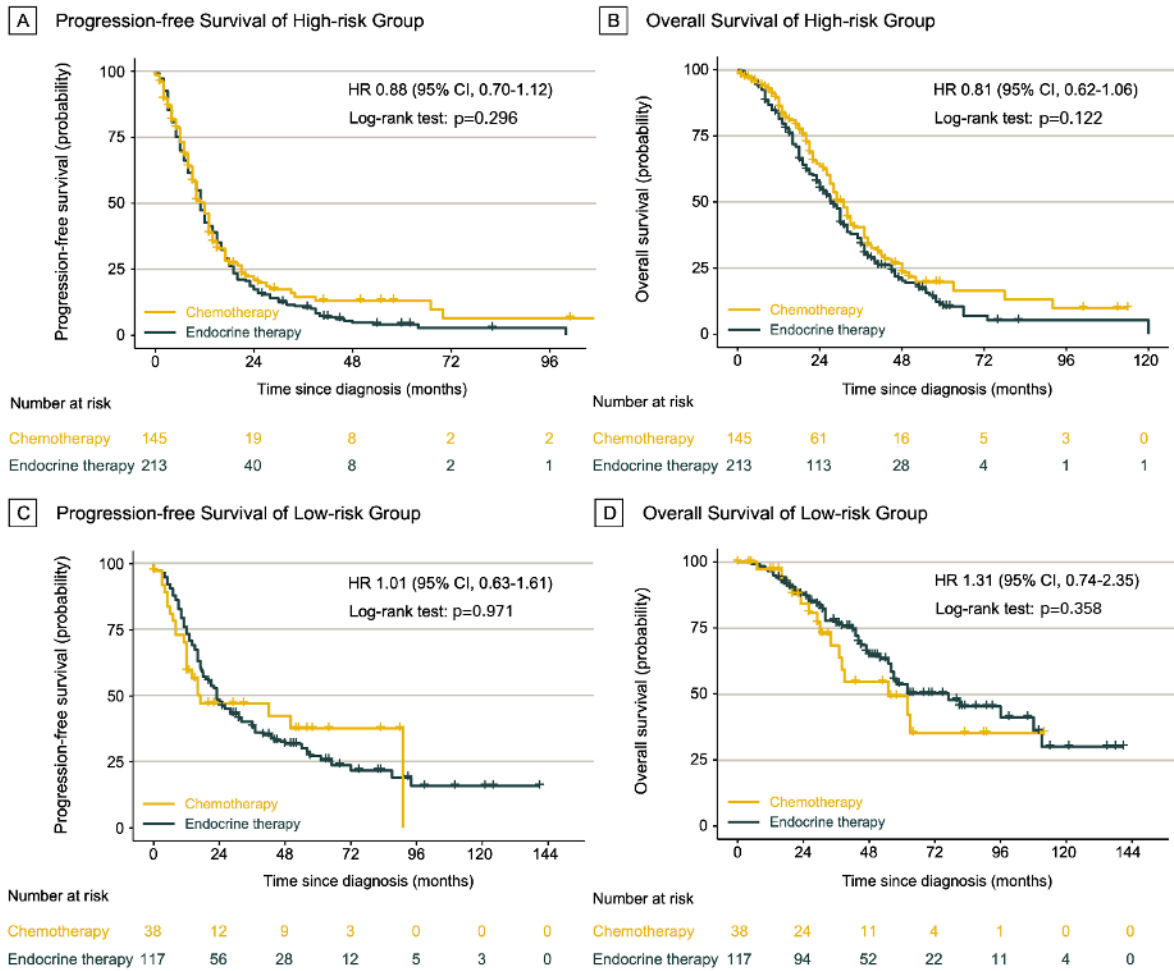 A Progression-free Survival of High-risk Group
Progression-free survival (probability)
100
75
50
25
0
HR 0.88 (95% CI, 0.70-1.12)
Log-rank test: p=0.296
Chemotherapy
Endocrine therapy
0 24 48 72 96
Time since diagnosis (months)
Number at risk
Chemotherapy 145 19 8 2 2
Endocrine therapy 213 40 8 2 1
B Overall Survival of High-risk Group
Overall survival (probability)
100
75
50
25
0
HR 0.81 (95% CI, 0.62-1.06)
Log-rank test: p=0.122
Chemotherapy
Endocrine therapy
0 24 48 72 96 120
Time since diagnosis (months)
Number at risk
Chemotherapy 145 61 16 5 3 0
Endocrine therapy 213 113 28 4 1 1
C Progression-free Survival of Low-risk Group
Progression-free survival (probability)
100
75
50
25
0
HR 1.01 (95% CI, 0.63-1.61)
Log-rank test: p=0.971
Chemotherapy
Endocrine therapy
0 24 48 72 96 120 144
Time since diagnosis (months)
Number at risk
Chemotherapy 38 12 9 3 0 0 0
Endocrine therapy 117 56 28 12 5 3 0
D Overall Survival of Low-risk Group
Overall survival (probability)
100
75
50
25
0
HR 1.31 (95% CI, 0.74-2.35)
Log-rank test: p=0.358
Chemotherapy
Endocrine therapy
0 24 48 72 96 120 144
Time since diagnosis (months)
Number at risk
Chemotherapy 38 24 11 4 1 0 0
Endocrine therapy 117 94 52 22 11 4 0